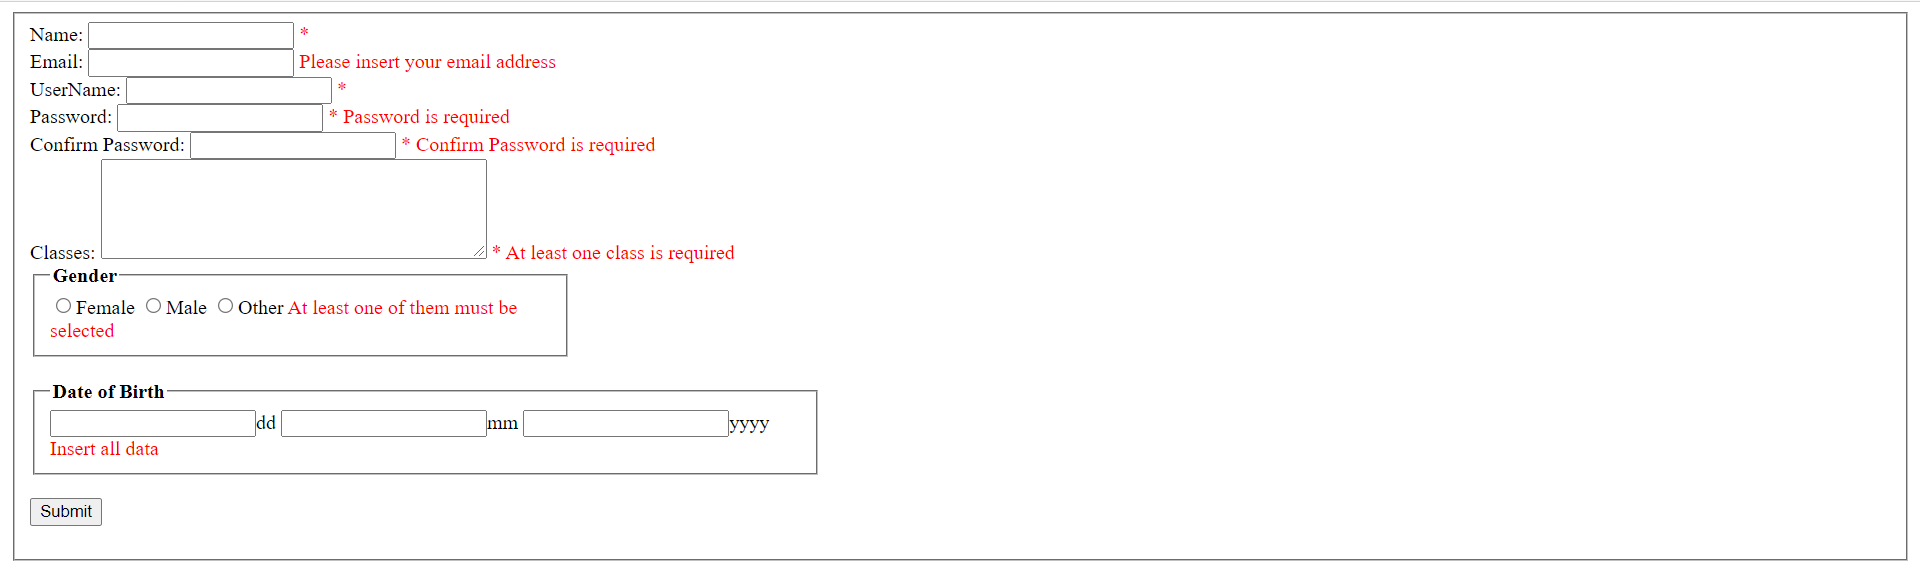 Name: *
Email: Please insert your email address
UserName: *
Password: * Password is required
Confirm Password: * Confirm Password is required
Classes: * At least one class is required
Gender
Female Male Other At least one of them must be
selected
Date of Birth
dd mm yyyy
Insert all data
Submit